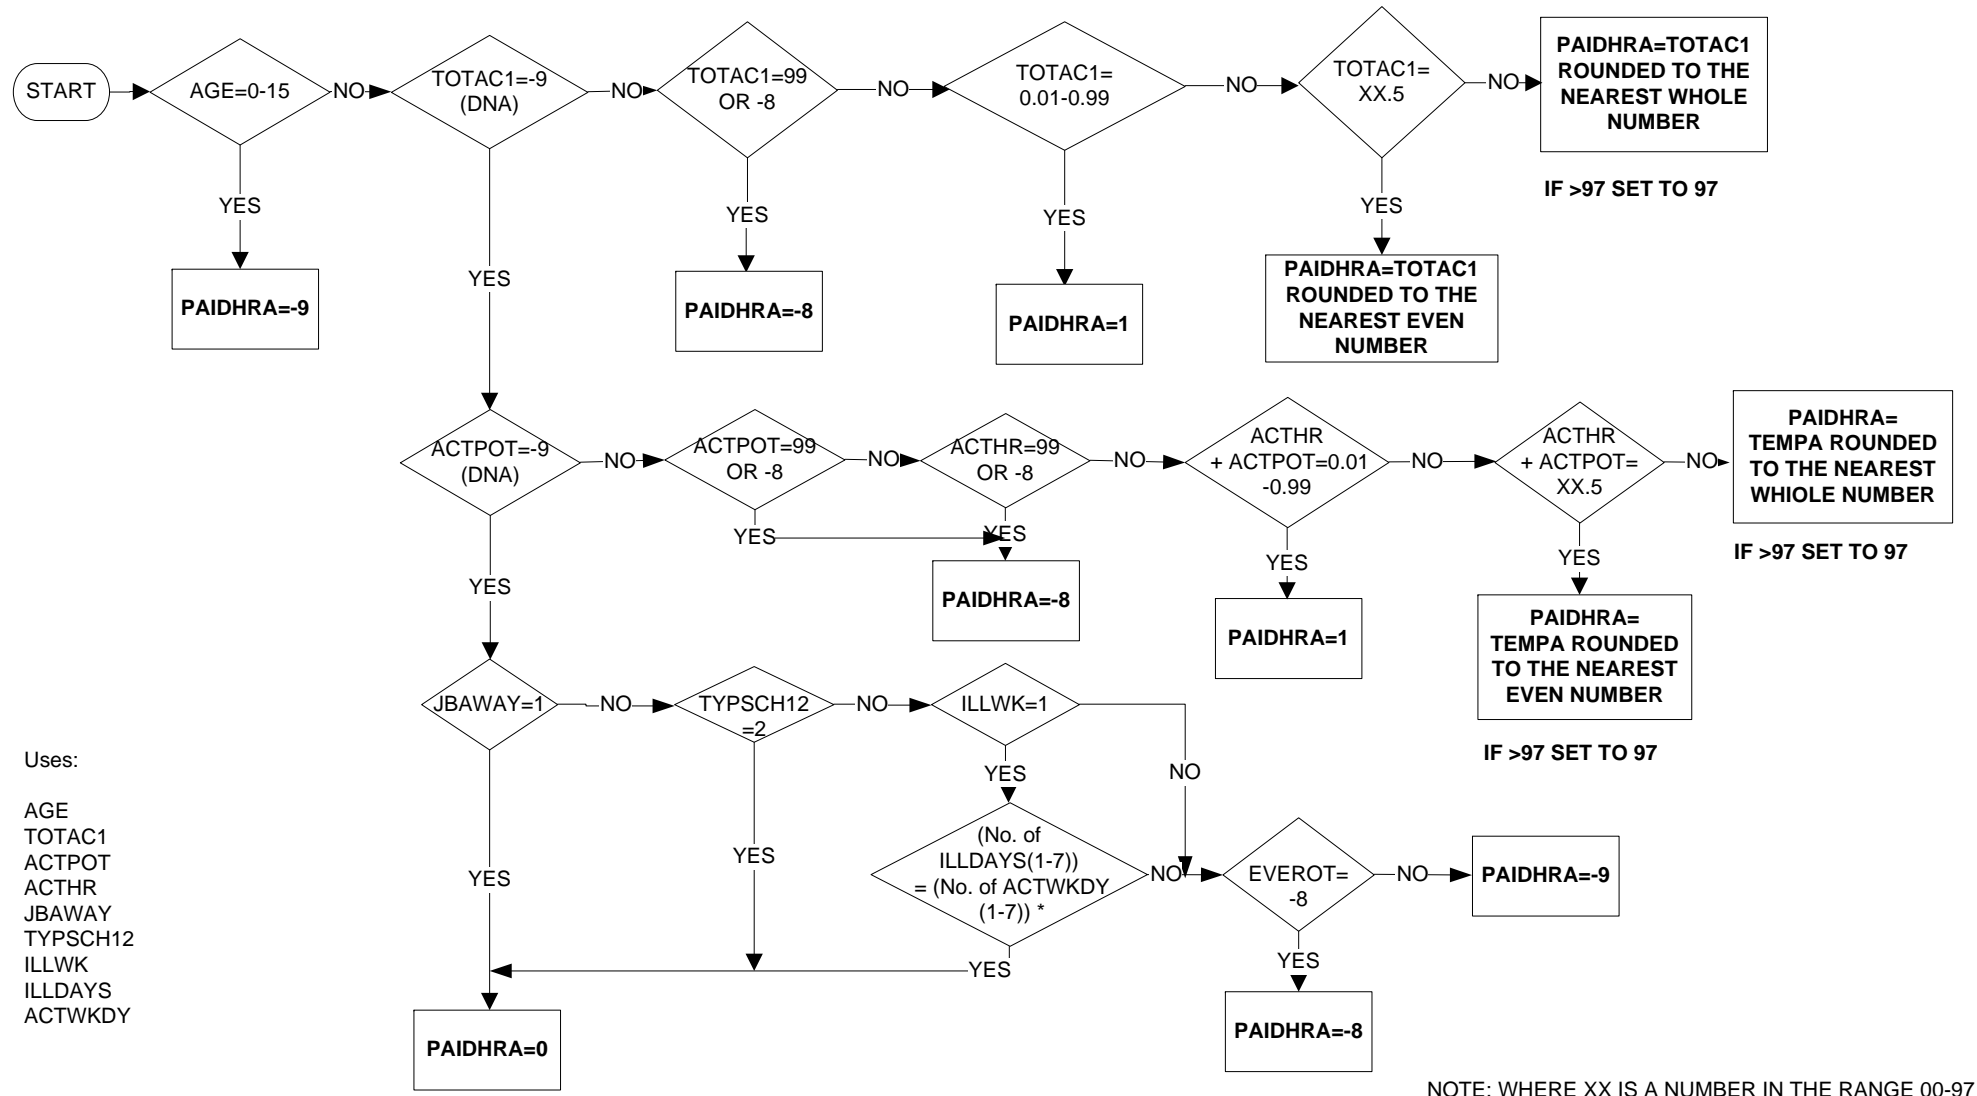 START
AGE=0-15
NO
TOTAC1=-9
(DNA)
NO
TOTAC1=99
OR -8
NO
TOTAC1=
0.01-0.99
NO
TOTAC1=
XX.5
NO
PAIDHRA=TOTAC1
ROUNDED TO THE
NEAREST WHOLE
NUMBER
IF >97 SET TO 97
YES
YES
YES
YES
YES
PAIDHRA=-9
PAIDHRA=-8
PAIDHRA=1
PAIDHRA=TOTAC1
ROUNDED TO THE
NEAREST EVEN
NUMBER
ACTPOT=-9
(DNA)
NO
ACTPOT=99
OR -8
NO
ACTHR=99
OR -8
NO
ACTHR
+ ACTPOT=0.01
-0.99
NO
ACTHR
+ ACTPOT=
XX.5
NO
PAIDHRA=
TEMPA ROUNDED
TO THE NEAREST
WHIOLE NUMBER
IF >97 SET TO 97
YES
YES
YES
YES
YES
PAIDHRA=-8
PAIDHRA=1
PAIDHRA=
TEMPA ROUNDED
TO THE NEAREST
EVEN NUMBER
IF >97 SET TO 97
JBAWAY=1
NO
TYPSCH12
=2
NO
ILLWK=1
NO
YES
YES
YES
(No. of
ILLDAYS(1-7))
= (No. of ACTWKDY
(1-7)) *
NO
EVEROT=
-8
NO
PAIDHRA=-9
YES
YES
PAIDHRA=0
PAIDHRA=-8
Uses:
AGE
TOTAC1
ACTPOT
ACTHR
JBAWAY
TYPSCH12
ILLWK
ILLDAYS
ACTWKDY
NOTE: WHERE XX IS A NUMBER IN THE RANGE 00-97